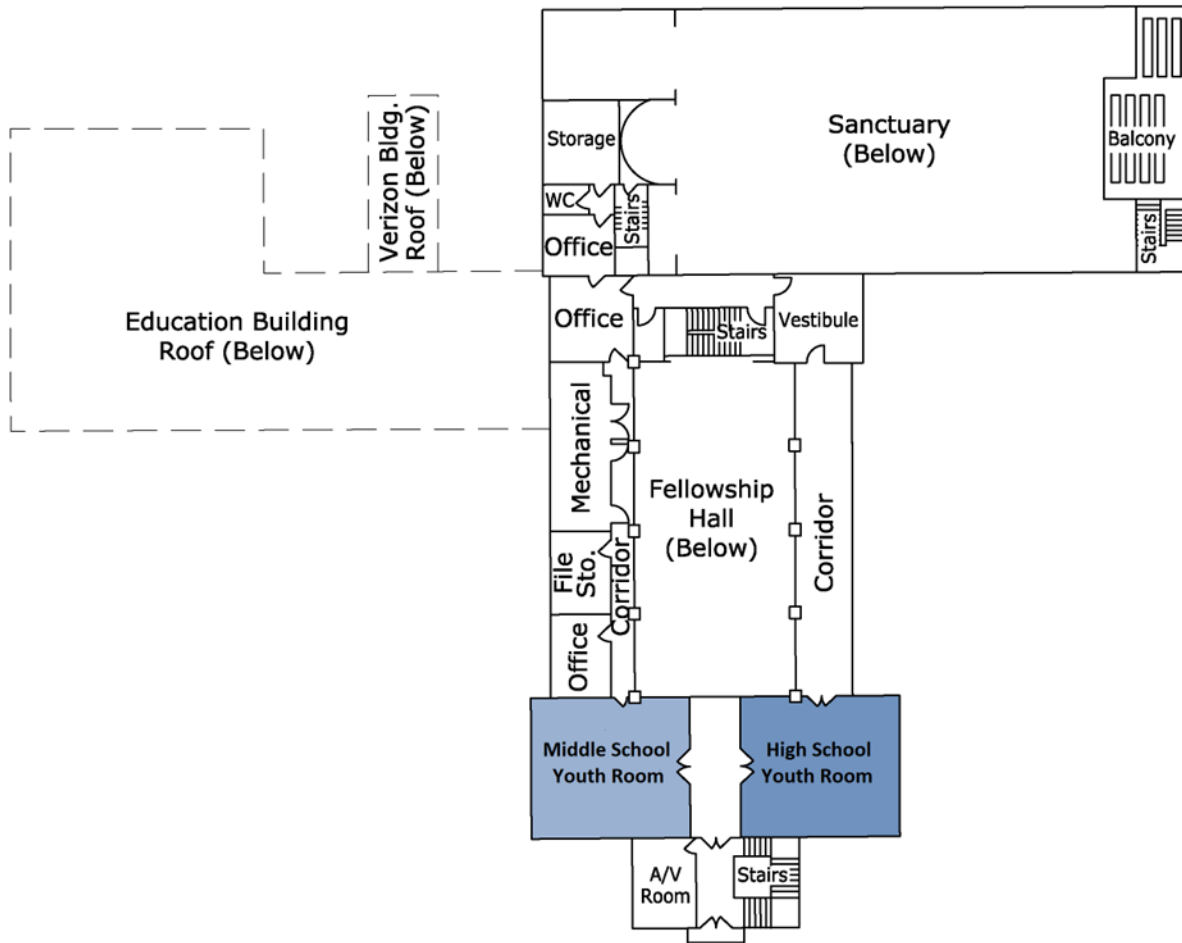 Sanctuary
(Below)
Balcony
Storage
Verizon Bldg.
Roof (Below)
WC
Stairs
Stairs
Office
Education Building
Roof (Below)
Office
Stairs
Vestibule
Mechanical
Fellowship
Hall
(Below)
Corridor
File
Sto.
Corridor
Office
Middle School
Youth Room
High School
Youth Room
A/V
Room
Stairs